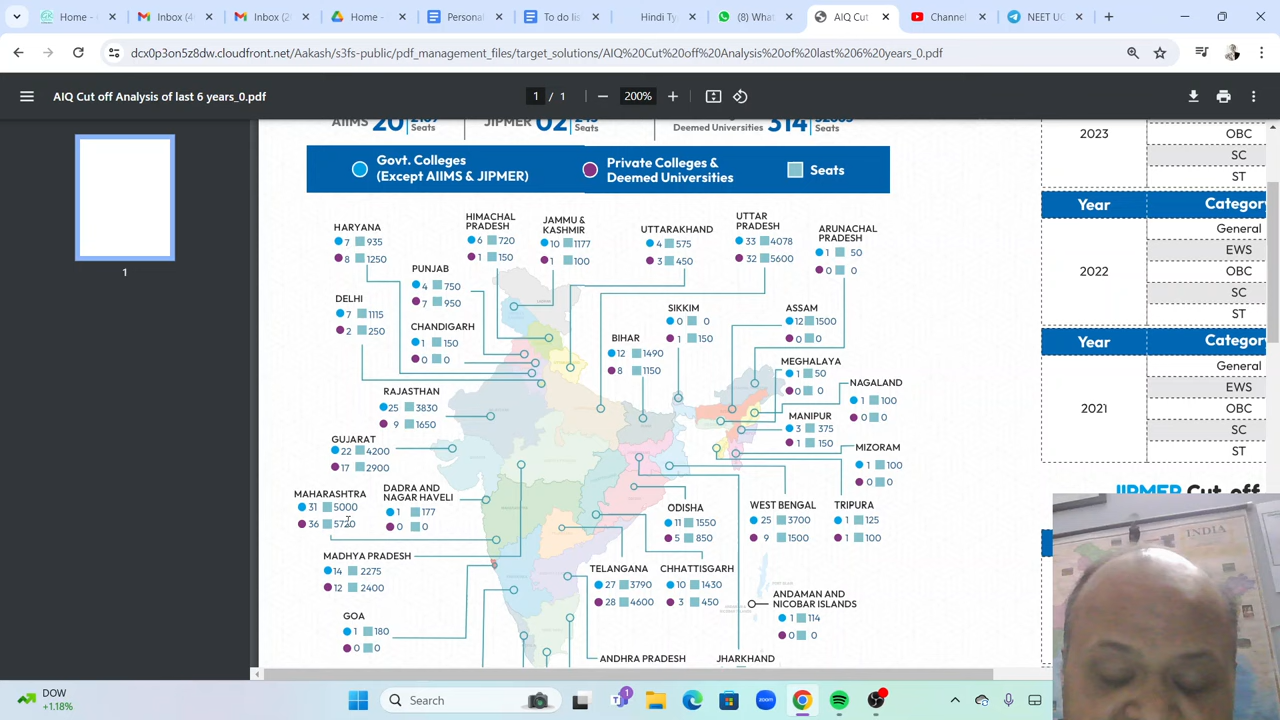 Home -
Inbox (4
Inbox (2
Home -
Persona
To do lis
Hindi Ty
(8) What
AIQ Cut
Channel
NEET UC
dcx0p3on5z8dw.cloudfront.net/Aakash/s3fs-public/pdf_management_files/target_solutions/AIQ%20Cut%20off%20Analysis%20of%20last%206%20years_0.pdf
AIQ Cut off Analysis of last 6 years_0.pdf
1 / 1
200%
1
AIIMS 20 Seats
JIPMER 02 Seats
Deemed Universities 314 Seats
Govt. Colleges
(Except AIIMS & JIPMER)
Private Colleges &
Deemed Universities
Seats
HARYANA
7 935
8 1250
HIMACHAL
PRADESH
6 720
1 150
JAMMU &
KASHMIR
10 1177
1 100
UTTARAKHAND
4 575
3 450
UTTAR
PRADESH
33 4078
32 5600
ARUNACHAL
PRADESH
1 50
0 0
PUNJAB
4 750
7 950
DELHI
7 1115
2 250
CHANDIGARH
1 150
0 0
SIKKIM
0 0
1 150
ASSAM
12 1500
0 0
BIHAR
12 1490
8 1150
MEGHALAYA
1 50
0 0
NAGALAND
1 100
0 0
RAJASTHAN
25 3830
9 1650
MANIPUR
3 375
1 150
GUJARAT
22 4200
17 2900
MIZORAM
1 100
0 0
MAHARASHTRA
31 5000
36
DADRA AND
NAGAR HAVELI
1 177
0 0
ODISHA
11 1550
5 850
WEST BENGAL
25 3700
9 1500
TRIPURA
1 125
1 100
MADHYA PRADESH
14 2275
12 2400
TELANGANA
27 3790
28 4600
CHHATTISGARH
10 1430
3 450
ANDAMAN AND
NICOBAR ISLANDS
1 114
0 0
GOA
1 180
0 0
ANDHRA PRADESH
JHARKHAND
2023
OBC
SC
ST
Year Categor
General
EWS
2022 OBC
SC
ST
Year Categor
General
EWS
2021 OBC
SC
ST
JIPMER Cut-off
INDIA
DOW
+1.18%
Search
1